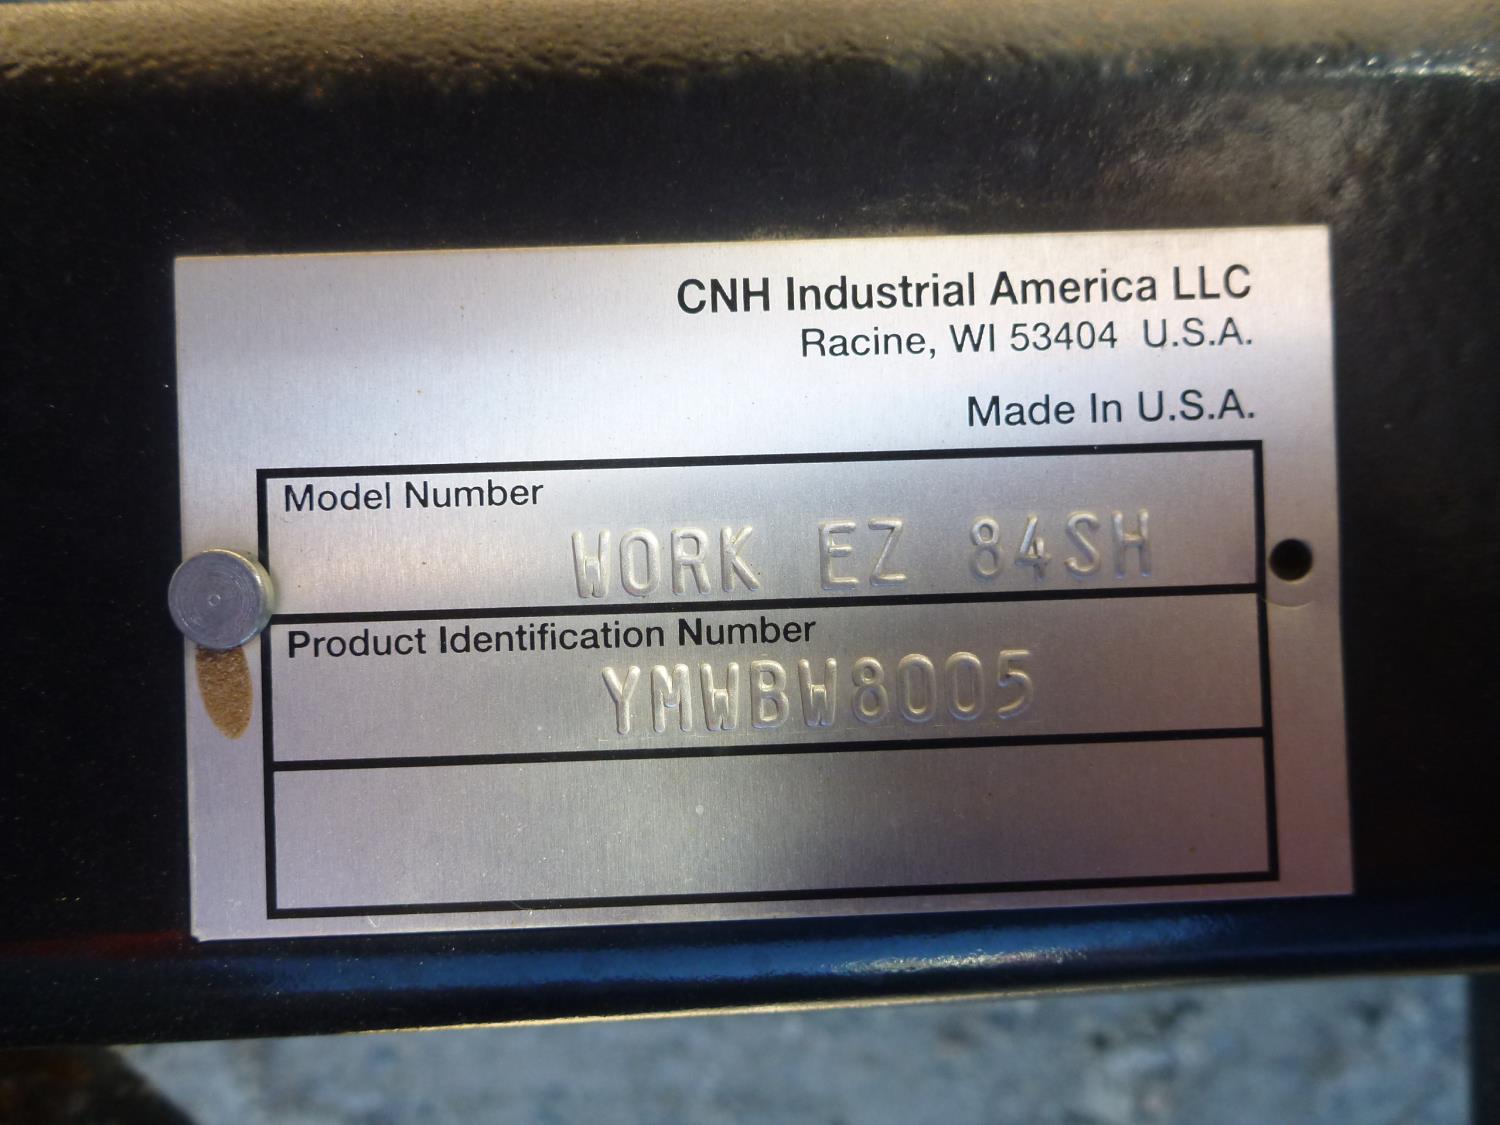 CNH Industrial America LLC
Racine, WI 53404 U.S.A.
Made In U.S.A.
Model Number
WORK EZ 84SH
Product Identification Number
YMWBW8005